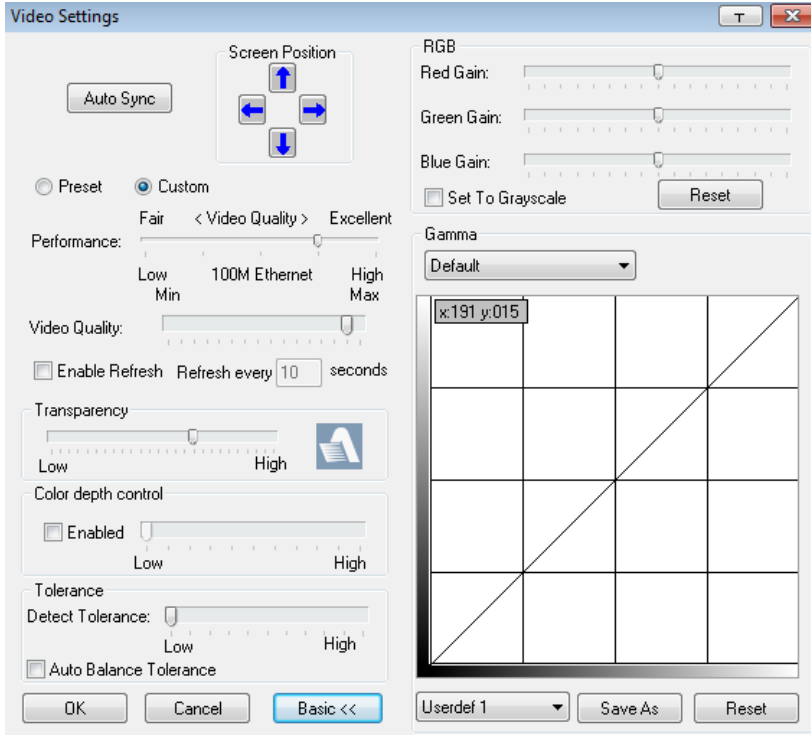 Video Settings
T
Screen Position
Auto Sync
Preset Custom
Fair < Video Quality > Excellent
Performance:
Low 100M Ethernet High
Min Max
Video Quality:
Enable Refresh Refresh every 10 seconds
Transparency
Low High
Color depth control
Enabled
Low High
Tolerance
Detect Tolerance:
Low High
Auto Balance Tolerance
OK Cancel Basic <<
RGB
Red Gain:
Green Gain:
Blue Gain:
Set To Grayscale Reset
Gamma
Default
x:191 y:015
Userdef 1 Save As Reset